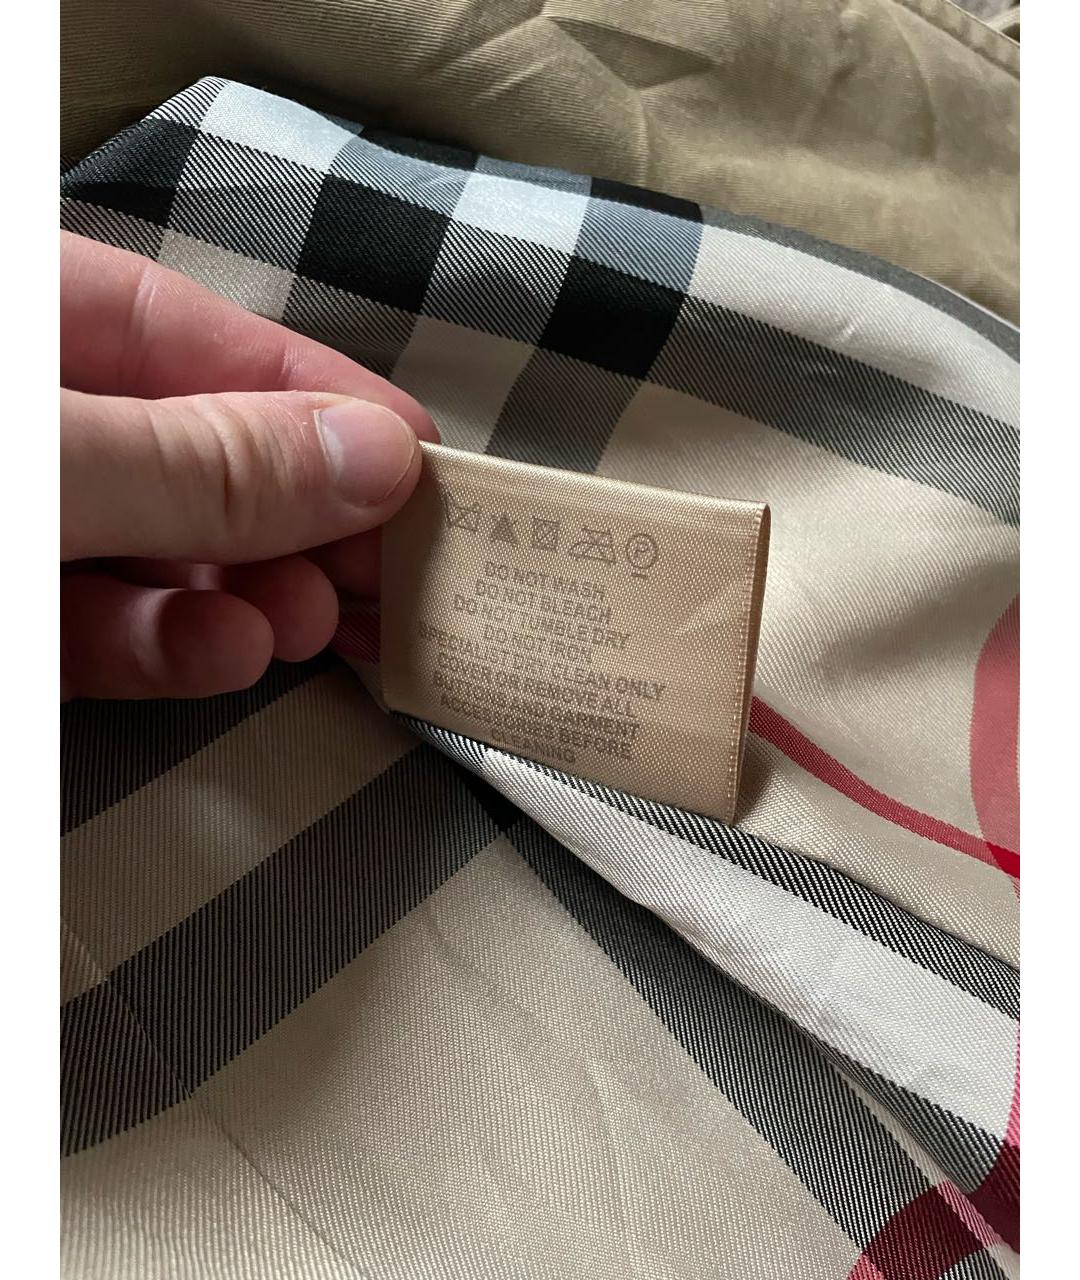 P
DO NOT WASH
DO NOT BLEACH
DO NOT TUMBLE DRY
DO NOT IRON
SPECIALIST DRY CLEAN ONLY
COVER OR REMOVE ALL
BUTTONS AND GARMENT
ACCESSORIES BEFORE
CLEANING